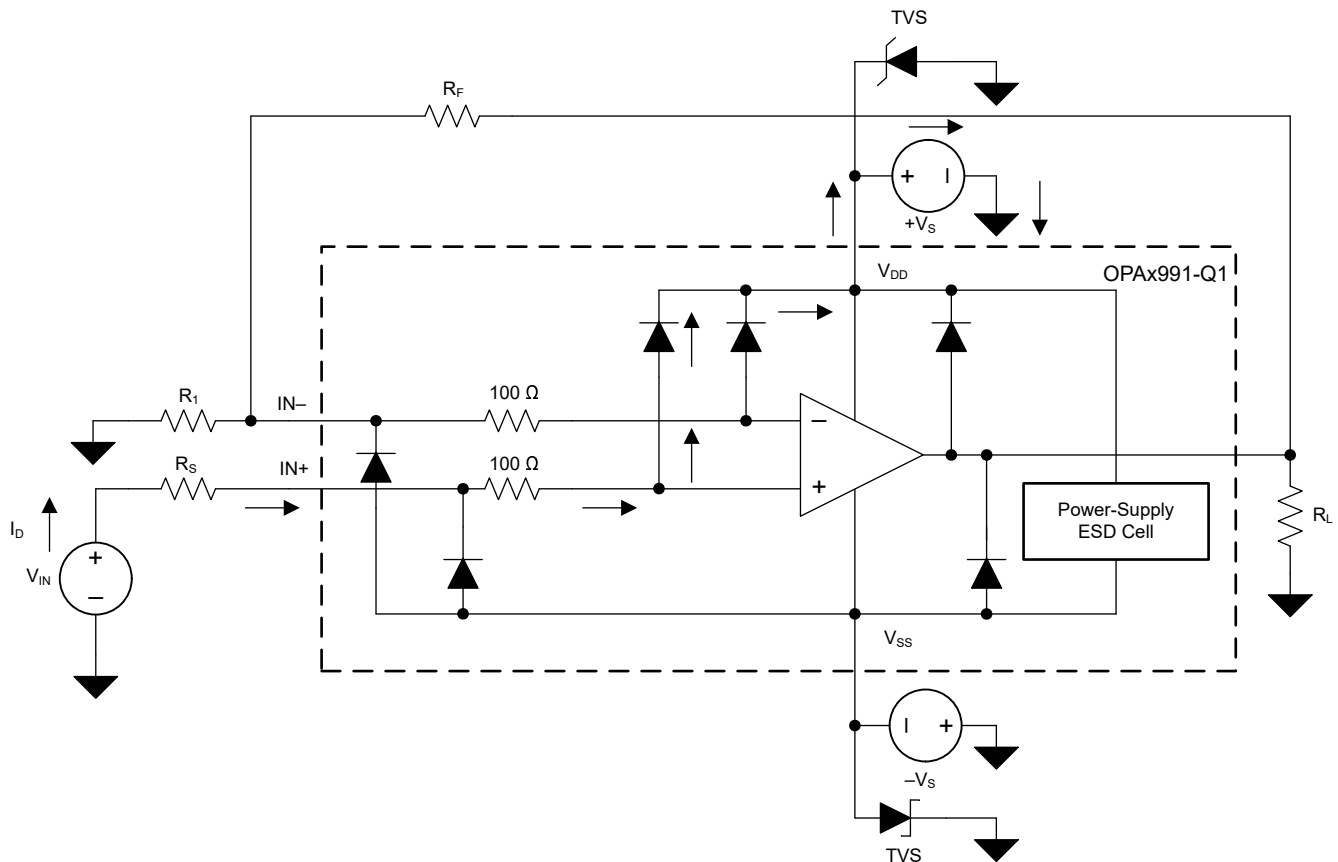 TVS
R_F
+ –
+V_S
V_DD
OPAx991-Q1
R_1
IN–
100 Ω
–
R_S
IN+
100 Ω
+
I_D
+
V_IN
–
Power-Supply
ESD Cell
R_L
V_SS
– +
–V_S
TVS